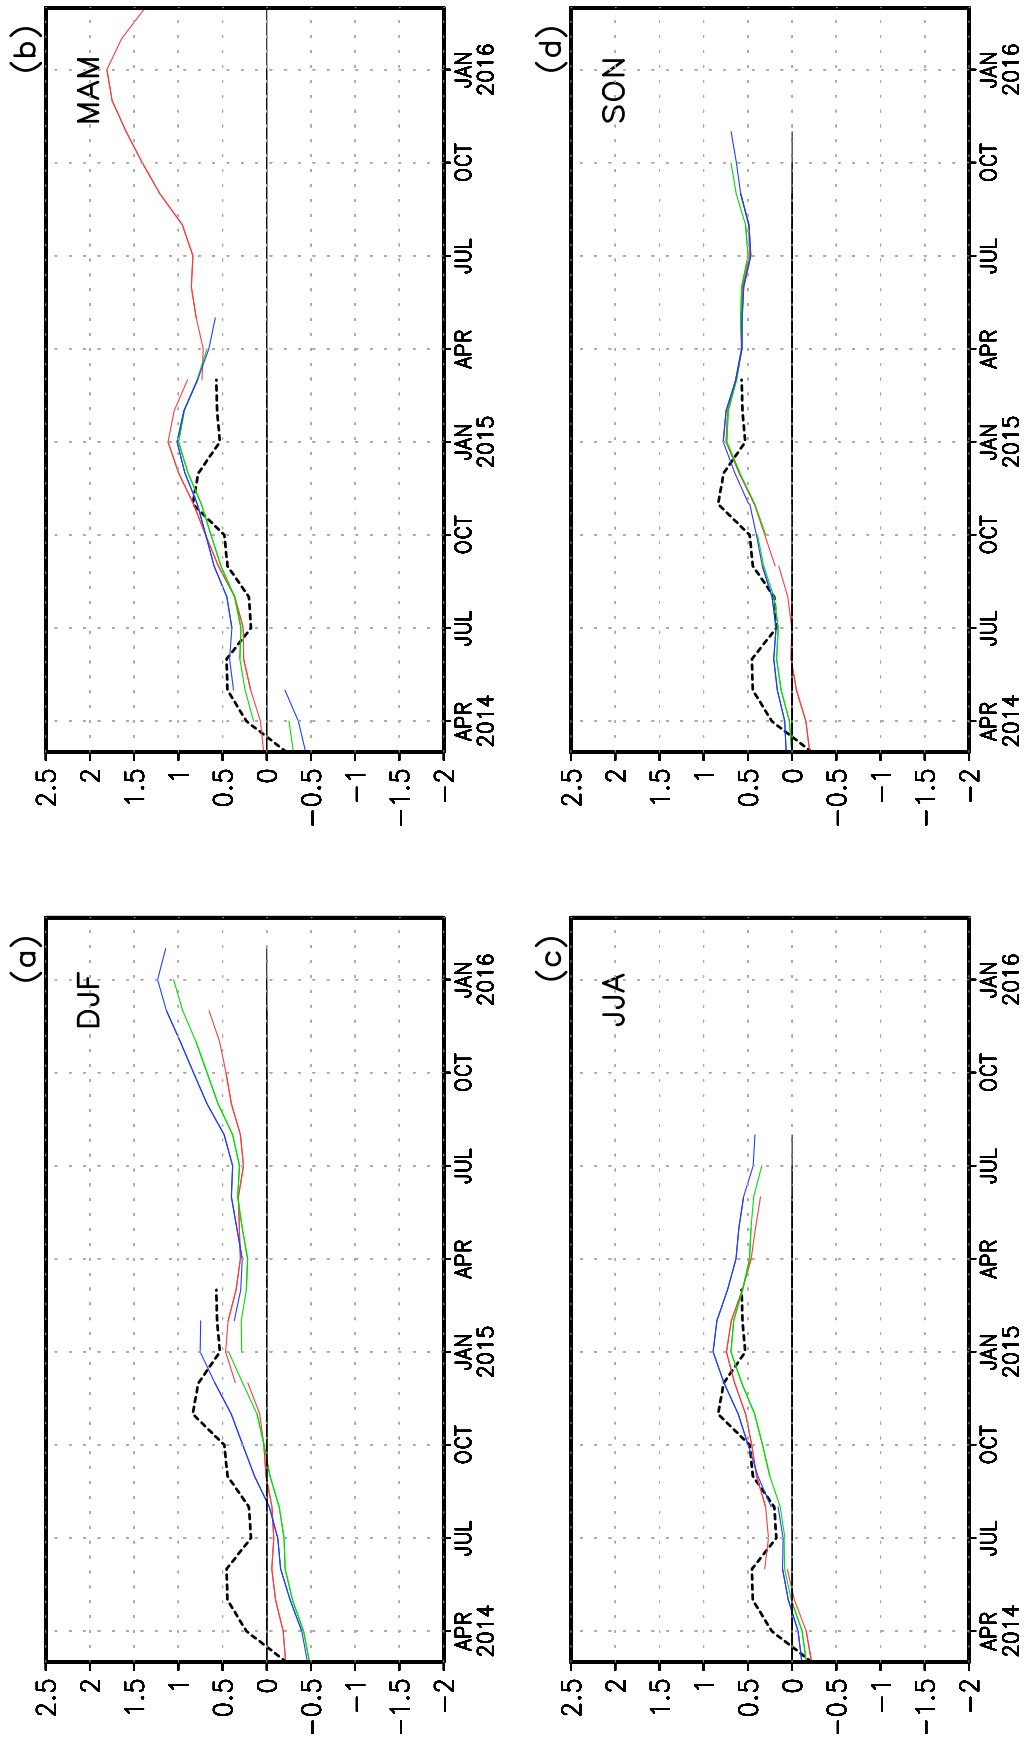 (a)
DJF
2.5
2
1.5
1
0.5
0
−0.5
−1
−1.5
−2
APR
2014
JUL
OCT
JAN
2015
APR
JUL
OCT
JAN
2016
(b)
MAM
2.5
2
1.5
1
0.5
0
−0.5
−1
−1.5
−2
APR
2014
JUL
OCT
JAN
2015
APR
JUL
OCT
JAN
2016
(c)
JJA
2.5
2
1.5
1
0.5
0
−0.5
−1
−1.5
−2
APR
2014
JUL
OCT
JAN
2015
APR
JUL
OCT
JAN
2016
(d)
SON
2.5
2
1.5
1
0.5
0
−0.5
−1
−1.5
−2
APR
2014
JUL
OCT
JAN
2015
APR
JUL
OCT
JAN
2016